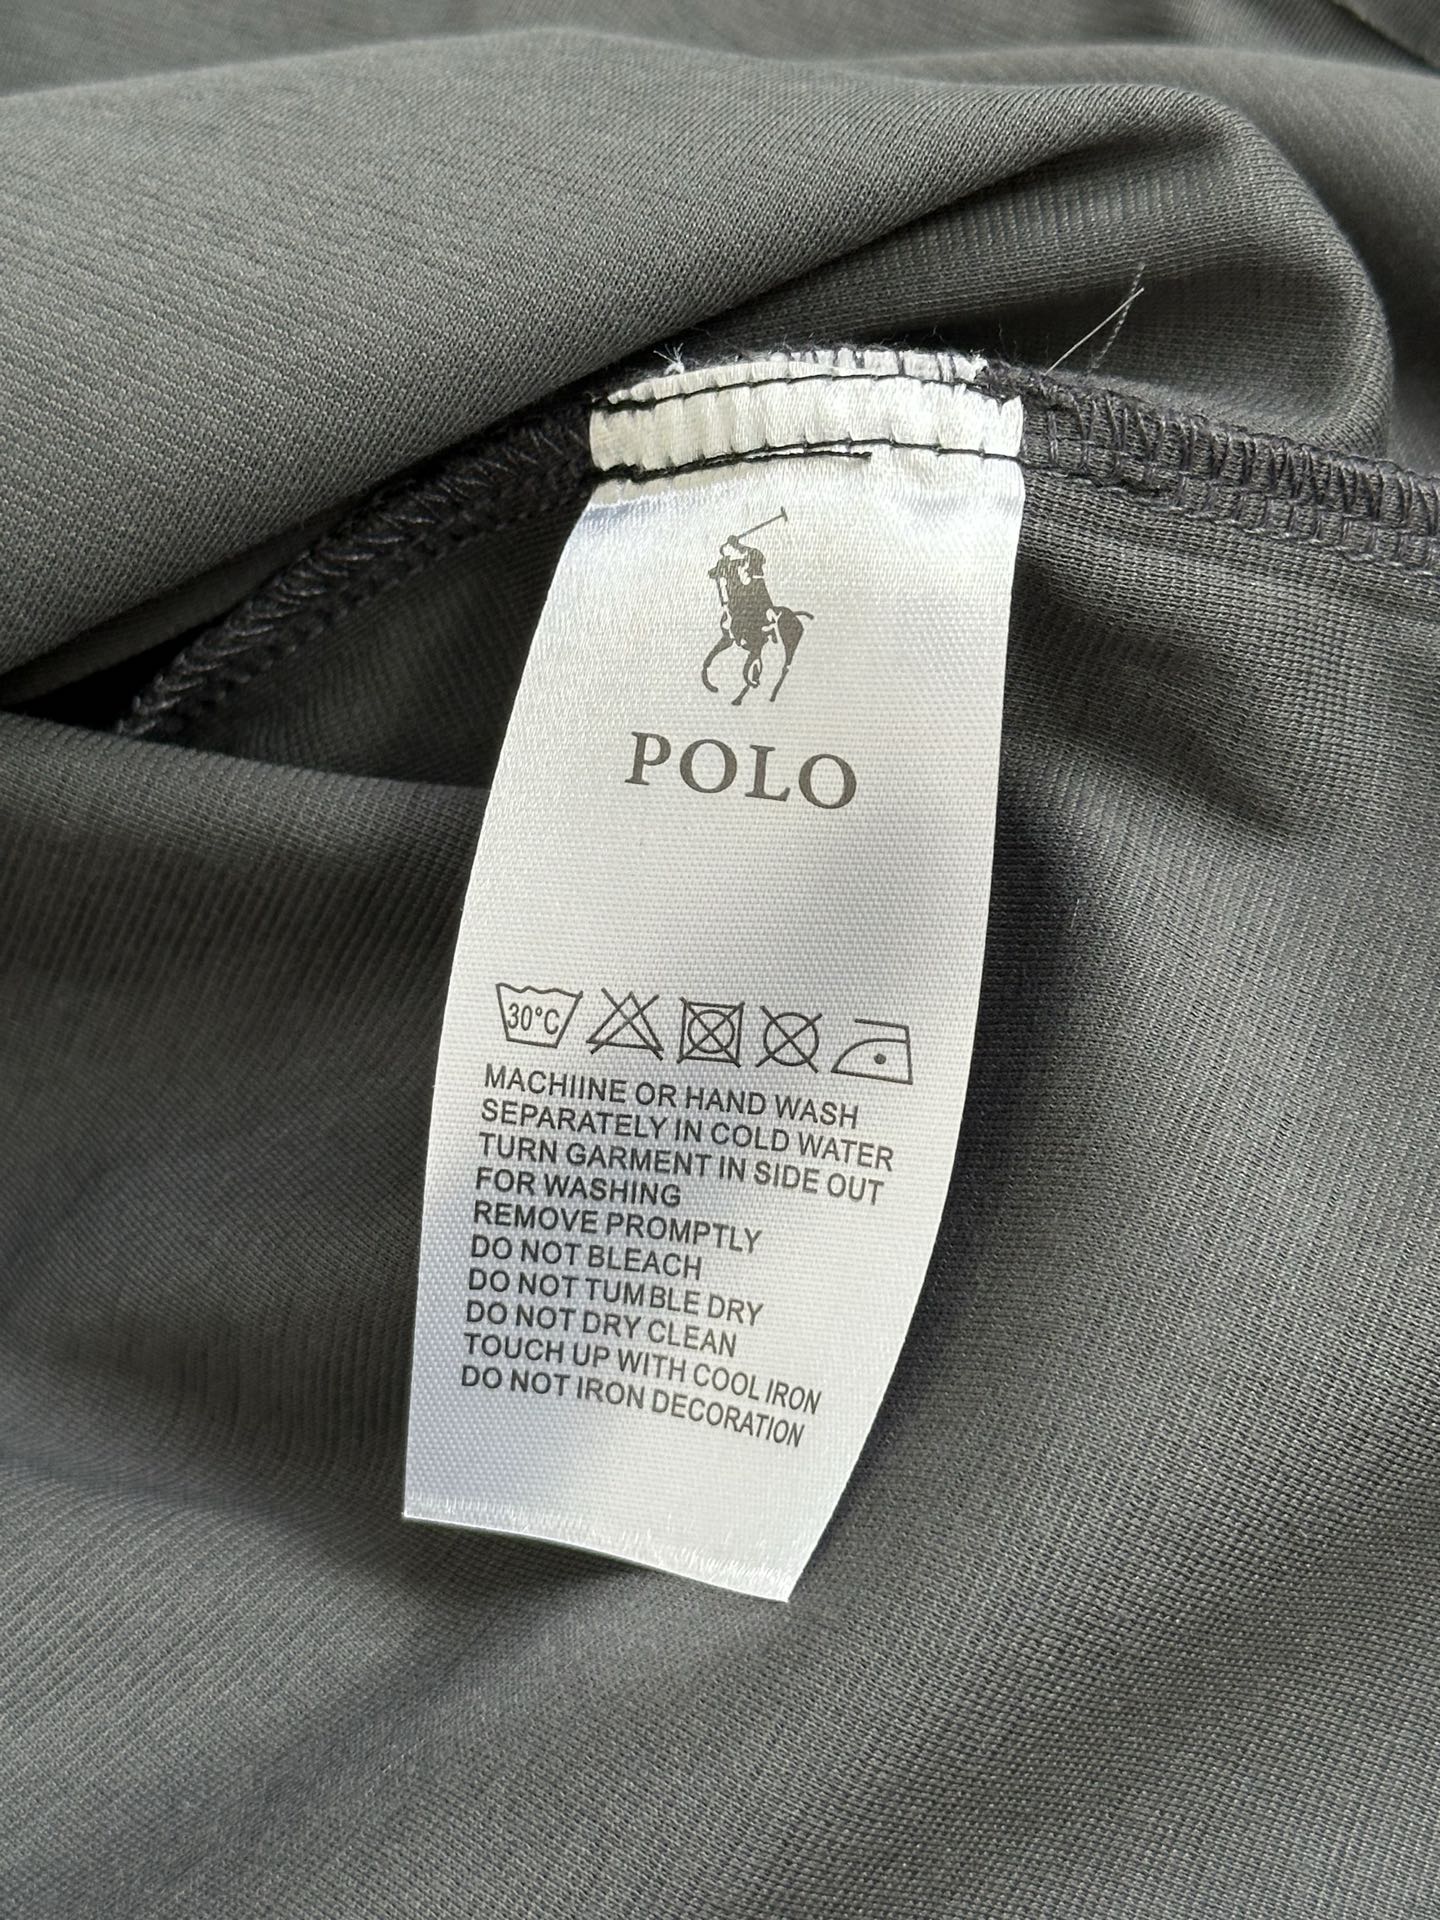 POLO
30°C
MACHIINE OR HAND WASH
SEPARATELY IN COLD WATER
TURN GARMENT IN SIDE OUT
FOR WASHING
REMOVE PROMPTLY
DO NOT BLEACH
DO NOT TUMBLE DRY
DO NOT DRY CLEAN
TOUCH UP WITH COOL IRON
DO NOT IRON DECORATION